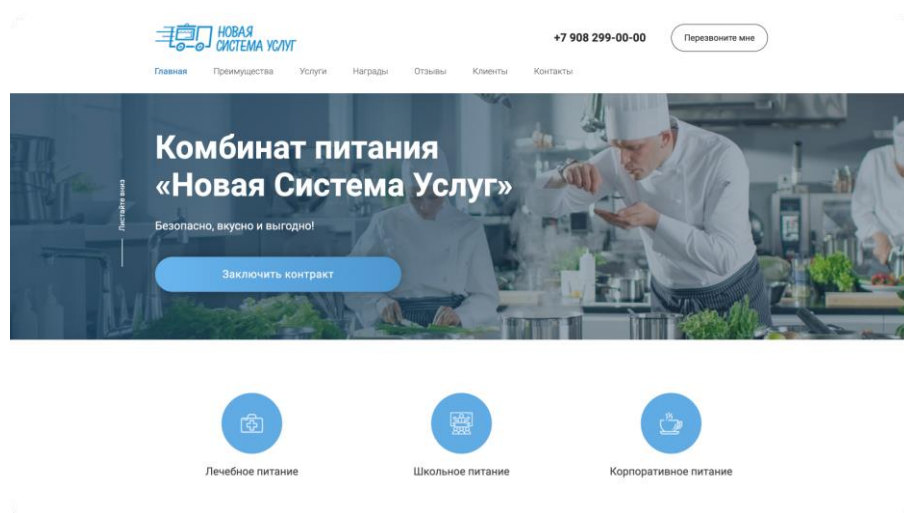 НОВАЯ
СИСТЕМА УСЛУГ
+7 908 299-00-00
Перезвоните мне
Главная Преимущества Услуги Награды Отзывы Клиенты Контакты
Комбинат питания
«Новая Система Услуг»
Листайте вниз
Безопасно, вкусно и выгодно!
Заключить контракт
Лечебное питание
Школьное питание
Корпоративное питание